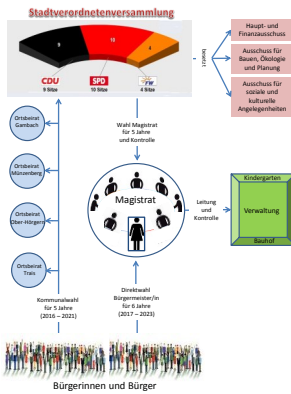 Stadtverordnetenversammlung
9
10
4
CDU
SPD
FW
9 Sitze
10 Sitze
4 Sitze
besetzt
Haupt- und
Finanzausschuss
Ausschuss für
Bauen, Ökologie
und Planung
Ausschuss für
soziale und
kulturelle
Angelegenheiten
Ortsbeirat
Gambach
Ortsbeirat
Münzenberg
Ortsbeirat
Ober-Hörgern
Ortsbeirat
Trais
Wahl Magistrat
für 5 Jahre
und Kontrolle
Magistrat
Leitung
und
Kontrolle
Kindergarten
Verwaltung
Bauhof
Kommunalwahl
für 5 Jahre
(2016 – 2021)
Direktwahl
Bürgermeister/in
für 6 Jahre
(2017 – 2023)
Bürgerinnen und Bürger